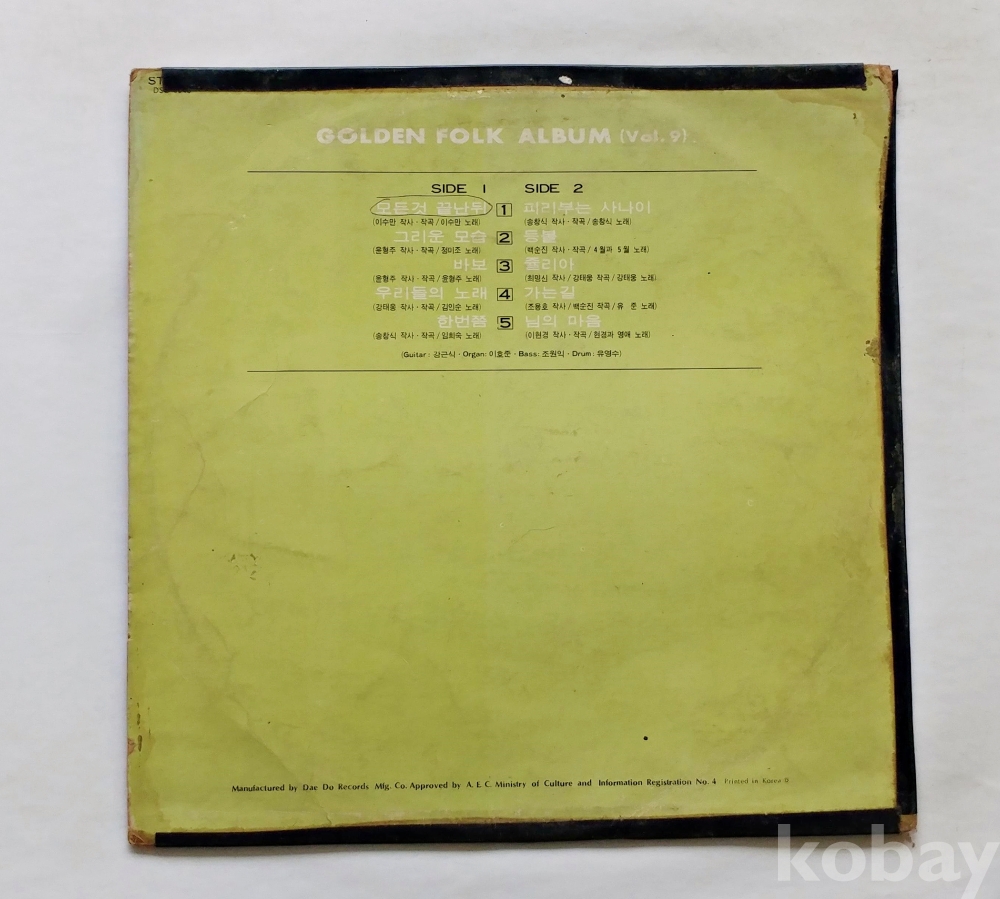 GOLDEN FOLK ALBUM (Vol. 9)
SIDE 1 SIDE 2
모든것 끝난뒤 1 피리부는 사나이
(이수만 작사·작곡/이수만 노래) (송창식 작사·작곡/송창식 노래)
그리운 모습 2 등불
(윤형주 작사·작곡/정미조 노래) (백순진 작사·작곡/4월과 5월 노래)
바보 3 쥴리아
(윤형주 작사·작곡/윤형주 노래) (최명신 작사/강태웅 작곡/강태웅 노래)
우리들의 노래 4 가는길
(강태웅 작사·작곡/김민순 노래) (조용호 작사/백순진 작곡/유 준 노래)
한번쯤 5 님의 마음
(송창식 작사·작곡/임희숙 노래) (이현경 작사·작곡/현경과 영애 노래)
(Guitar: 강근식·Organ: 이호준·Bass: 조원익·Drum: 유영수)
Manufactured by Dae Do Records Mfg. Co. Approved by A. E. C. Ministry of Culture and Information Registration No. 4 Printed in Korea
kobay